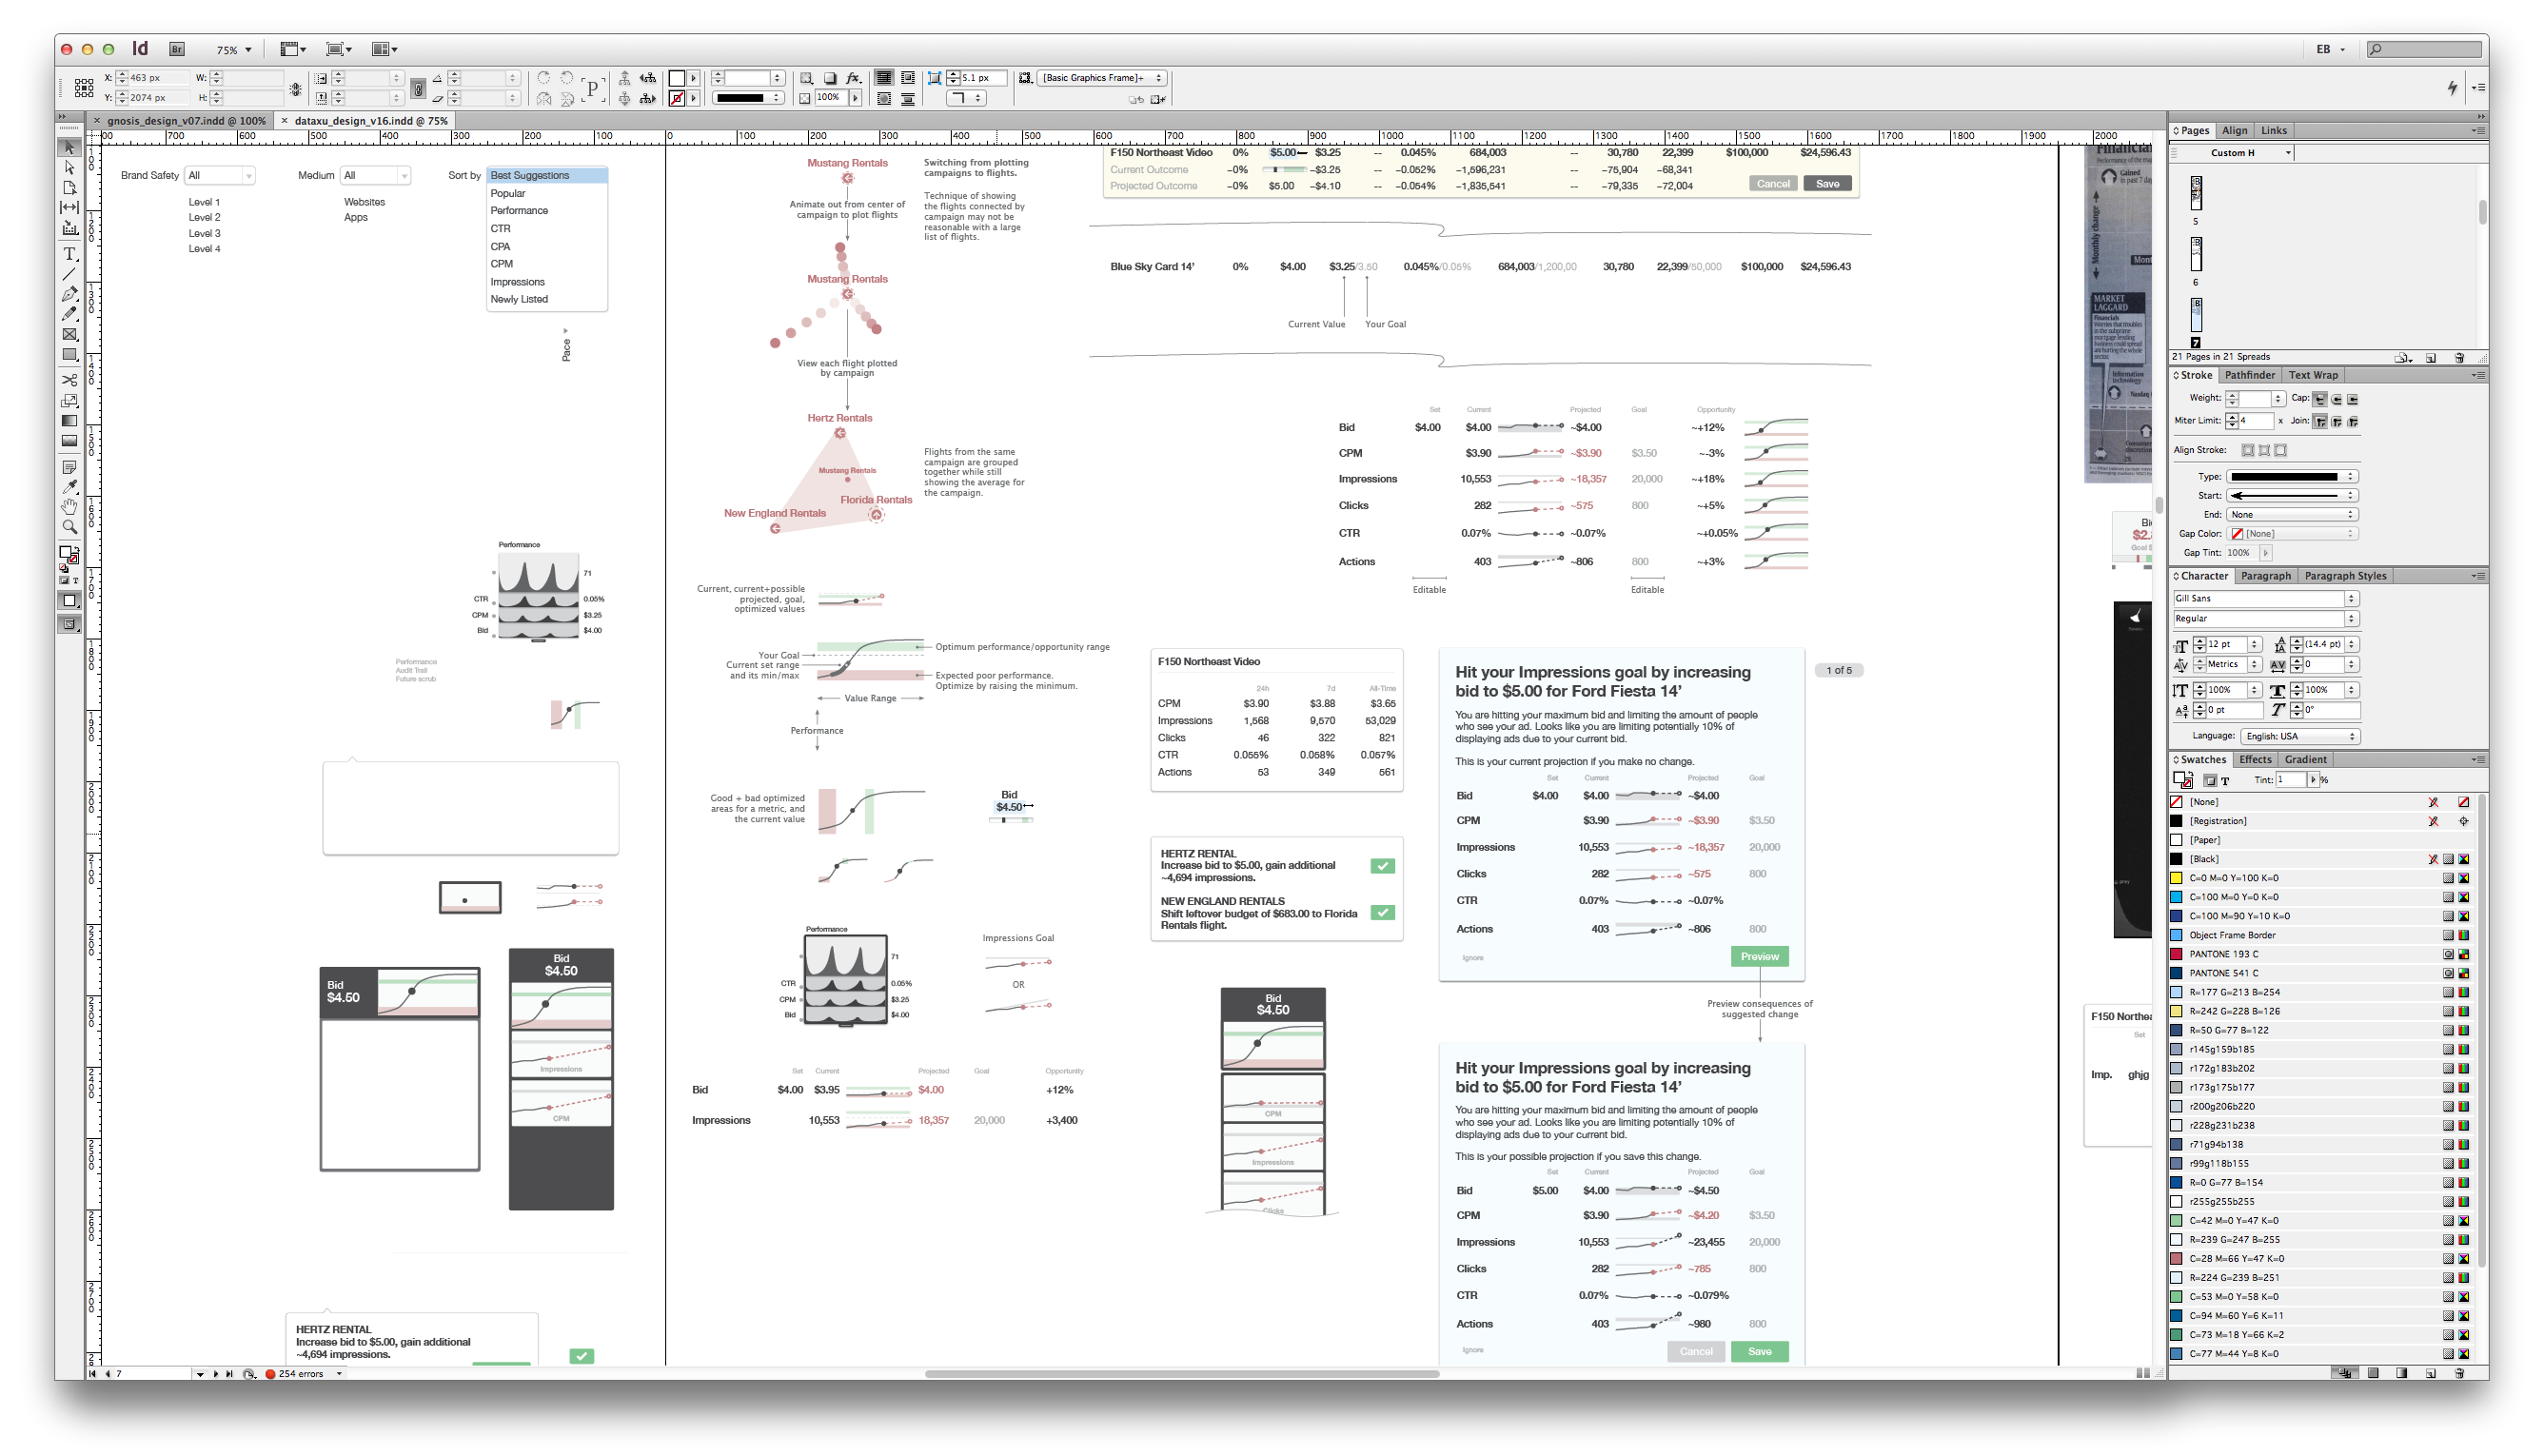 Id
Br
75%
EB
X: 463 px
W:
Y: 2074 px
H:
P
fx.
100%
5.1 px
[Basic Graphics Frame]+
× gnosis_design_v07.indd @ 100%
× dataxu_design_v16.indd @ 75%
Brand Safety All
Level 1
Level 2
Level 3
Level 4
Medium All
Websites
Apps
Sort by Best Suggestions
Popular
Performance
CTR
CPA
CPM
Impressions
Newly Listed
Pace
Performance
71
CTR 0.05%
CPM $3.25
Bid $4.00
Performance
Audit Trail
Future scrub
Bid
$4.50
Bid
$4.50
Impressions
CPM
HERTZ RENTAL
Increase bid to $5.00, gain additional
~4,694 impressions.
Mustang Rentals
Animate out from center of
campaign to plot flights
Mustang Rentals
View each flight plotted
by campaign
Hertz Rentals
Mustang Rentals
Florida Rentals
New England Rentals
Switching from plotting
campaigns to flights.
Technique of showing
the flights connected by
campaign may not be
reasonable with a large
list of flights.
Flights from the same
campaign are grouped
together while still
showing the average for
the campaign.
Current, current+possible
projected, goal,
optimized values
Your Goal
Current set range
and its min/max
Optimum performance/opportunity range
Expected poor performance.
Optimize by raising the minimum.
Value Range
Performance
Good + bad optimized
areas for a metric, and
the current value
Bid
$4.50
Performance
71
CTR 0.05%
CPM $3.25
Bid $4.00
Impressions Goal
OR
Set Current Projected Goal Opportunity
Bid $4.00 $3.95 $4.00 +12%
Impressions 10,553 18,357 20,000 +3,400
F150 Northeast Video 0% $5.00 $3.25 -- 0.045% 684,003 -- 30,780 22,399 $100,000 $24,596.43
Current Outcome ~0% ~$3.25 -- ~0.052% ~1,596,231 -- ~75,904 ~68,341
Projected Outcome ~0% $5.00 ~$4.10 -- ~0.054% ~1,835,541 -- ~79,335 ~72,004 Cancel Save
Blue Sky Card 14’ 0% $4.00 $3.25/3.50 0.045%/0.05% 684,003/1,200,00 30,780 22,399/50,000 $100,000 $24,596.43
Current Value Your Goal
Set Current Projected Goal Opportunity
Bid $4.00 $4.00 ~$4.00 ~+12%
CPM $3.90 ~$3.90 $3.50 ~-3%
Impressions 10,553 ~18,357 20,000 ~+18%
Clicks 282 ~575 800 ~+5%
CTR 0.07% ~0.07% ~+0.05%
Actions 403 ~806 800 ~+3%
Editable Editable
F150 Northeast Video
24h 7d All-Time
CPM $3.90 $3.88 $3.65
Impressions 1,568 9,570 53,029
Clicks 46 322 821
CTR 0.055% 0.058% 0.057%
Actions 53 349 561
HERTZ RENTAL
Increase bid to $5.00, gain additional
~4,694 impressions.
NEW ENGLAND RENTALS
Shift leftover budget of $683.00 to Florida
Rentals flight.
Bid
$4.50
CPM
Impressions
Clicks
Hit your Impressions goal by increasing
bid to $5.00 for Ford Fiesta 14’
1 of 5
You are hitting your maximum bid and limiting the amount of people
who see your ad. Looks like you are limiting potentially 10% of
displaying ads due to your current bid.
This is your current projection if you make no change.
Set Current Projected Goal
Bid $4.00 $4.00 ~$4.00
CPM $3.90 ~$3.90 $3.50
Impressions 10,553 ~18,357 20,000
Clicks 282 ~575 800
CTR 0.07% ~0.07%
Actions 403 ~806 800
Ignore Preview
Preview consequences of
suggested change
Hit your Impressions goal by increasing
bid to $5.00 for Ford Fiesta 14’
You are hitting your maximum bid and limiting the amount of people
who see your ad. Looks like you are limiting potentially 10% of
displaying ads due to your current bid.
This is your possible projection if you save this change.
Set Current Projected Goal
Bid $5.00 $4.00 ~$4.50
CPM $3.90 ~$4.20 $3.50
Impressions 10,553 ~23,455 20,000
Clicks 282 ~785 800
CTR 0.07% ~0.079%
Actions 403 ~980 800
Ignore Cancel Save
Financial
Gained
in past 7 da
Monthly change
MARKET
LAGGARD
Financials
Information
technology
F150 Northea
Set
Imp. ghjg
Pages Align Links
Custom H
5
6
7
21 Pages in 21 Spreads
Stroke Pathfinder Text Wrap
Weight: Cap:
Miter Limit: 4 x Join:
Align Stroke:
Type:
Start:
End: None
Gap Color: [None]
Gap Tint: 100%
Character Paragraph Paragraph Styles
Gill Sans
Regular
12 pt (14.4 pt)
Metrics 0
100% 100%
0 pt 0°
Language: English: USA
Swatches Effects Gradient
Tint: 1 %
[None]
[Registration]
[Paper]
[Black]
C=0 M=0 Y=100 K=0
C=100 M=0 Y=0 K=0
C=100 M=90 Y=10 K=0
Object Frame Border
PANTONE 193 C
PANTONE 541 C
R=177 G=213 B=254
R=242 G=228 B=126
R=50 G=77 B=122
r145g159b185
r172g183b202
r173g175b177
r200g206b220
r228g231b238
r71g94b138
r99g118b155
R=0 G=77 B=154
r255g255b255
C=42 M=0 Y=47 K=0
R=239 G=247 B=255
C=28 M=66 Y=47 K=0
R=224 G=239 B=251
C=53 M=0 Y=58 K=0
C=94 M=60 Y=6 K=11
C=73 M=18 Y=66 K=2
C=77 M=44 Y=8 K=0
7
254 errors